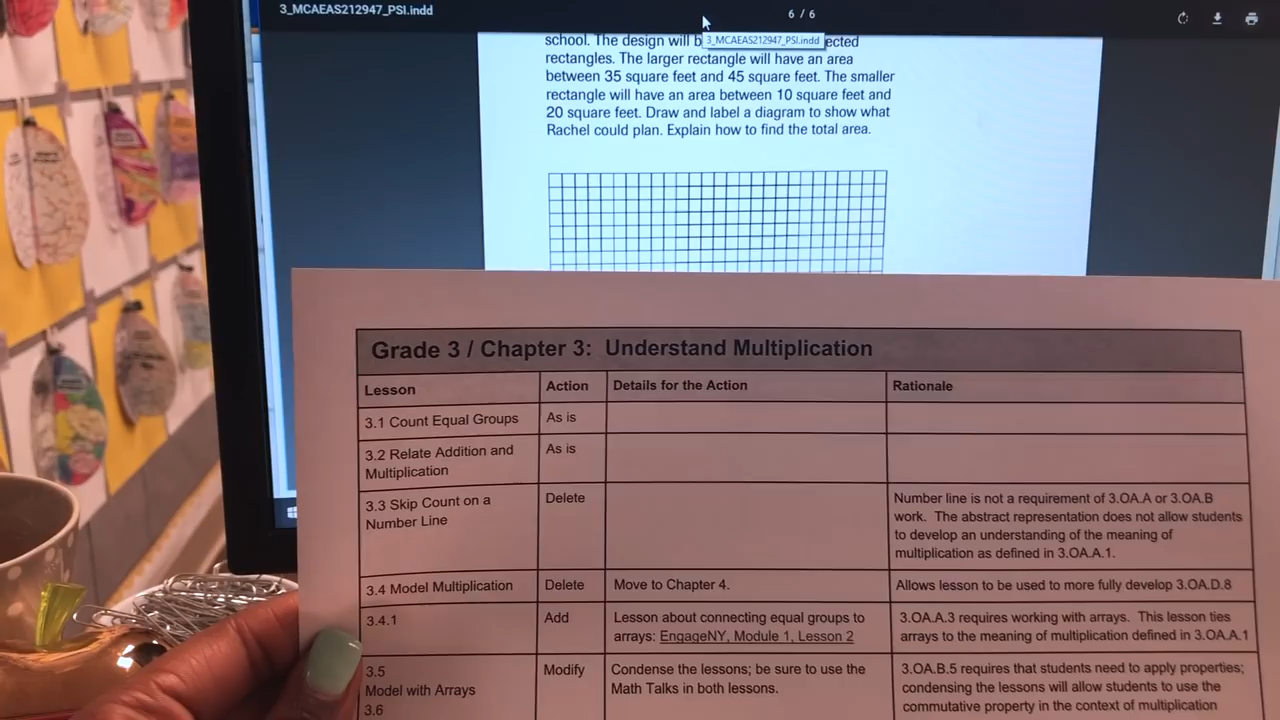 3_MCAEAS212947_PSI.indd
6 / 6
3_MCAEAS212947_PSI.indd
school. The design will b ected
rectangles. The larger rectangle will have an area
between 35 square feet and 45 square feet. The smaller
rectangle will have an area between 10 square feet and
20 square feet. Draw and label a diagram to show what
Rachel could plan. Explain how to find the total area.
Grade 3 / Chapter 3: Understand Multiplication
Lesson Action Details for the Action Rationale
3.1 Count Equal Groups As is
3.2 Relate Addition and As is
Multiplication
3.3 Skip Count on a Delete
Number Line
Number line is not a requirement of 3.OA.A or 3.OA.B
work. The abstract representation does not allow students
to develop an understanding of the meaning of
multiplication as defined in 3.OA.A.1.
3.4 Model Multiplication Delete Move to Chapter 4. Allows lesson to be used to more fully develop 3.OA.D.8
3.4.1 Add
Lesson about connecting equal groups to
arrays: EngageNY, Module 1, Lesson 2
3.OA.A.3 requires working with arrays. This lesson ties
arrays to the meaning of multiplication defined in 3.OA.A.1
3.5 Modify
Model with Arrays
3.6
Condense the lessons; be sure to use the
Math Talks in both lessons.
3.OA.B.5 requires that students need to apply properties;
condensing the lessons will allow students to use the
commutative property in the context of multiplication